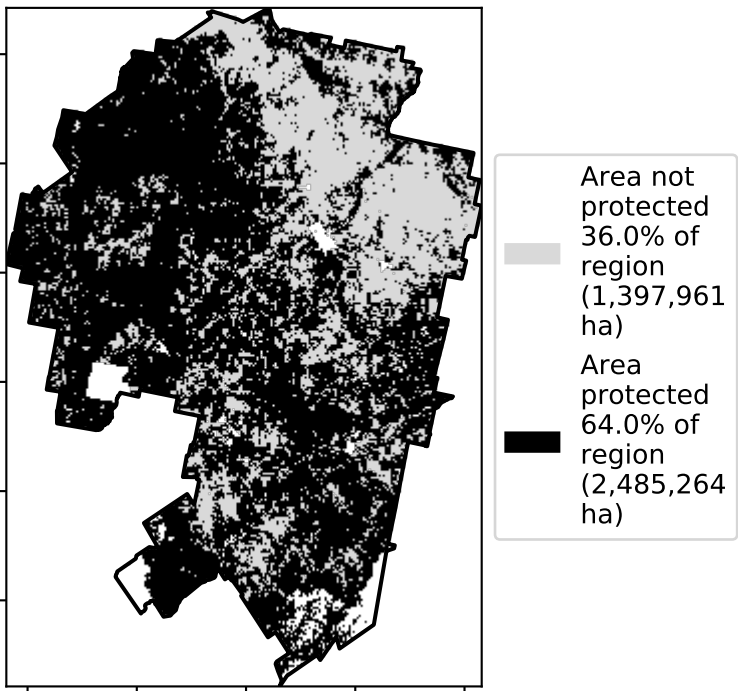 Area not
protected
36.0% of
region
(1,397,961
ha)
Area
protected
64.0% of
region
(2,485,264
ha)